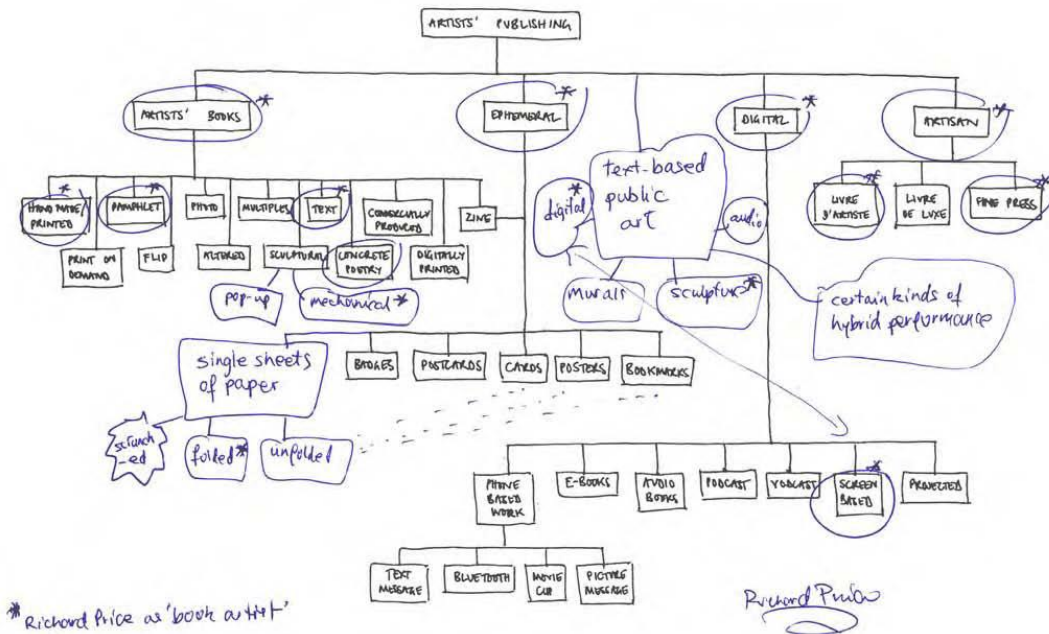 ARTISTS' PUBLISHING
ARTISTS' BOOKS
*
EPHEMERAL
*
DIGITAL
*
ARTISAN
*
HANDMADE/
PRINTED
*
PAMPHLET
*
PHOTO
MULTIPLES
TEXT
*
COMMERCIALLY
PRODUCED
ZINE
PRINT ON
DEMAND
FLIP
ALTERED
SCULPTURAL
CONCRETE
POETRY
DIGITALLY
PRINTED
pop-up
mechanical *
text-based
public
art
digital
*
audio
murals
sculpture *
certain kinds of
hybrid performance
LIVRE
D'ARTISTE
*
LIVRE
DE LUXE
FINE PRESS
*
single sheets
of paper
BADGES
POSTCARDS
CARDS
POSTERS
BOOKMARKS
scrunch
-ed
folded *
unfolded
PHONE
BASED
WORK
E-BOOKS
AUDIO
BOOKS
PODCAST
VODCAST
SCREEN
BASED
*
PROJECTED
TEXT
MESSAGE
BLUETOOTH
MOVIE
CLIP
PICTURE
MESSAGE
* Richard Price as 'book artist'
Richard Price